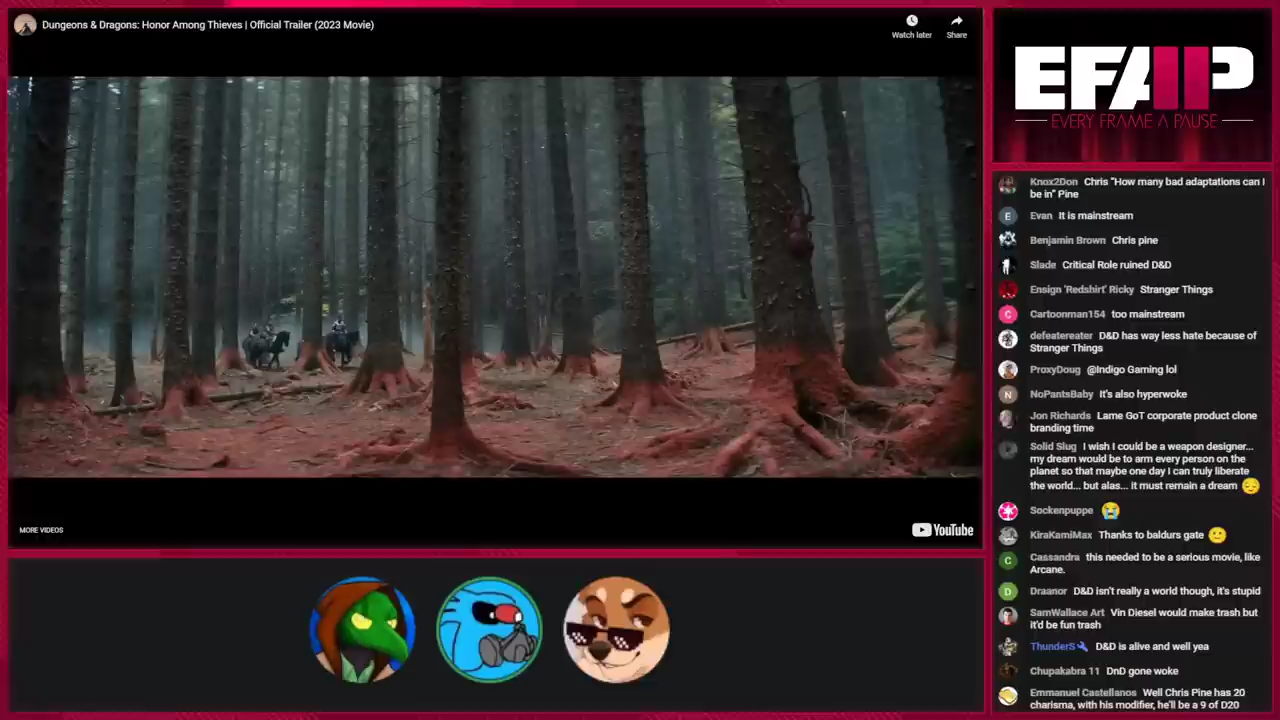 Dungeons & Dragons: Honor Among Thieves | Official Trailer (2023 Movie)
Watch later
Share
MORE VIDEOS
YouTube
EFAP
EVERY FRAME A PAUSE
Knox2Don Chris "How many bad adaptations can I
be in" Pine
Evan It is mainstream
Benjamin Brown Chris pine
Slade Critical Role ruined D&D
Ensign 'Redshirt' Ricky Stranger Things
Cartoonman154 too mainstream
defeatereater D&D has way less hate because of
Stranger Things
ProxyDoug @Indigo Gaming lol
NoPantsBaby It's also hyperwoke
Jon Richards Lame GoT corporate product clone
branding time
Solid Slug I wish I could be a weapon designer...
my dream would be to arm every person on the
planet so that maybe one day I can truly liberate
the world... but alas... it must remain a dream 😔
Sockenpuppe 😭
KiraKamiMax Thanks to baldurs gate 🙂
Cassandra this needed to be a serious movie, like
Arcane.
Draanor D&D isn't really a world though, it's stupid
SamWallace Art Vin Diesel would make trash but
it'd be fun trash
ThunderS D&D is alive and well yea
Chupakabra 11 DnD gone woke
Emmanuel Castellanos Well Chris Pine has 20
charisma, with his modifier, he'll be a 9 of D20